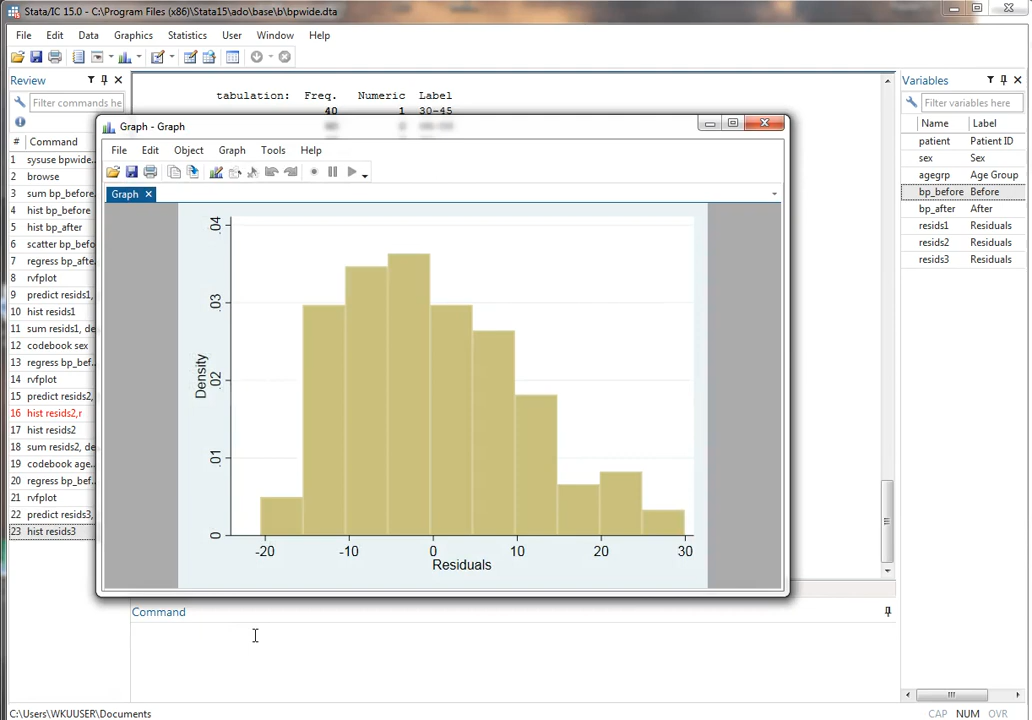 Stata/IC 15.0 - C:\Program Files (x86)\Stata15\ado\base\b\bpwide.dta
File Edit Data Graphics Statistics User Window Help
Review
Filter commands he
# Command
1 sysuse bpwide...
2 browse
3 sum bp_before...
4 hist bp_before
5 hist bp_after
6 scatter bp_befo
7 regress bp_afte
8 rvfplot
9 predict resids1,
10 hist resids1
11 sum resids1, de
12 codebook sex
13 regress bp_bef...
14 rvfplot
15 predict resids2,
16 hist resids2,r
17 hist resids2
18 sum resids2, de
19 codebook age...
20 regress bp_bef...
21 rvfplot
22 predict resids3,
23 hist resids3
tabulation: Freq. Numeric Label
40 1 30-45
Graph - Graph
File Edit Object Graph Tools Help
Graph
.04
.03
.02
.01
0
Density
-20 -10 0 10 20 30
Residuals
Command
Variables
Filter variables here
Name Label
patient Patient ID
sex Sex
agegrp Age Group
bp_before Before
bp_after After
resids1 Residuals
resids2 Residuals
resids3 Residuals
C:\Users\WKUUSER\Documents
CAP NUM OVR